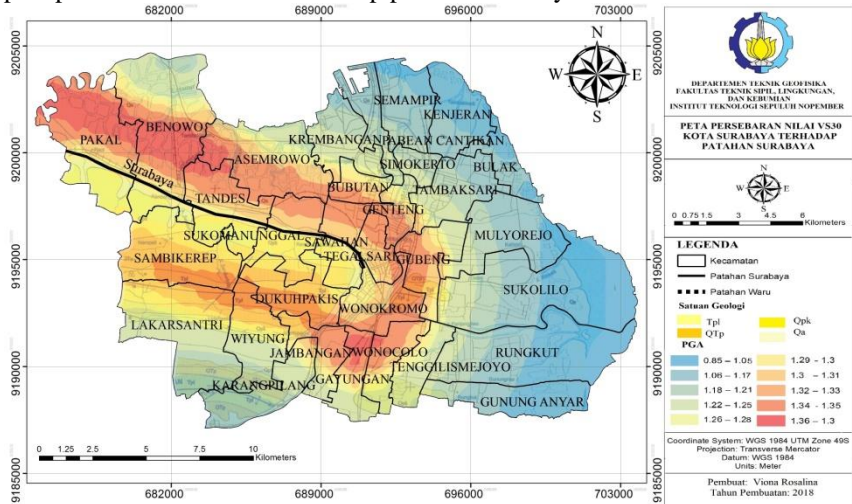 682000 689000 696000 703000
9205000
9200000
9195000
9190000
9185000
N
W E
S
SEMAMPIR
KENJERAN
KREMBANGAN PABEAN CANTIKAN
BENOWO
PAKAL
ASEMROWO
SIMOKERTO
BULAK
Surabaya
BUBUTAN
TAMBAKSARI
TANDES
GENTENG
SUKOMANUNGGAL
SAWAHAN
MULYOREJO
TEGALSARI
GUBENG
SAMBIKEREP
SUKOLILO
DUKUHPAKIS
WONOKROMO
LAKARSANTRI
WIYUNG
JAMBANGAN
WONOCOLO
RUNGKUT
TENGGILISMEJOYO
KARANGPILANG
GAYUNGAN
GUNUNG ANYAR
0 1.25 2.5 5 7.5 10
Kilometers
682000 689000 696000 703000
DEPARTEMEN TEKNIK GEOFISIKA
FAKULTAS TEKNIK SIPIL, LINGKUNGAN,
DAN KEBUMIAN
INSTITUT TEKNOLOGI SEPULUH NOPEMBER
PETA PERSEBARAN NILAI VS30
KOTA SURABAYA TERHADAP
PATAHAN SURABAYA
N
W E
S
0 0.75 1.5 3 4.5 6
Kilometers
LEGENDA
Kecamatan
Patahan Surabaya
Patahan Waru
Satuan Geologi
Tpl Qpk
QTp Qa
PGA
0.85 – 1.05 1.29 - 1.3
1.06 – 1.17 1.3 – 1.31
1.18 – 1.21 1.32 – 1.33
1.22 – 1.25 1.34 – 1.35
1.26 – 1.28 1.36 – 1.3
Coordinate System: WGS 1984 UTM Zone 49S
Projection: Transverse Mercator
Datum: WGS 1984
Units: Meter
Pembuat: Viona Rosalina
Tahun Pembuatan: 2018